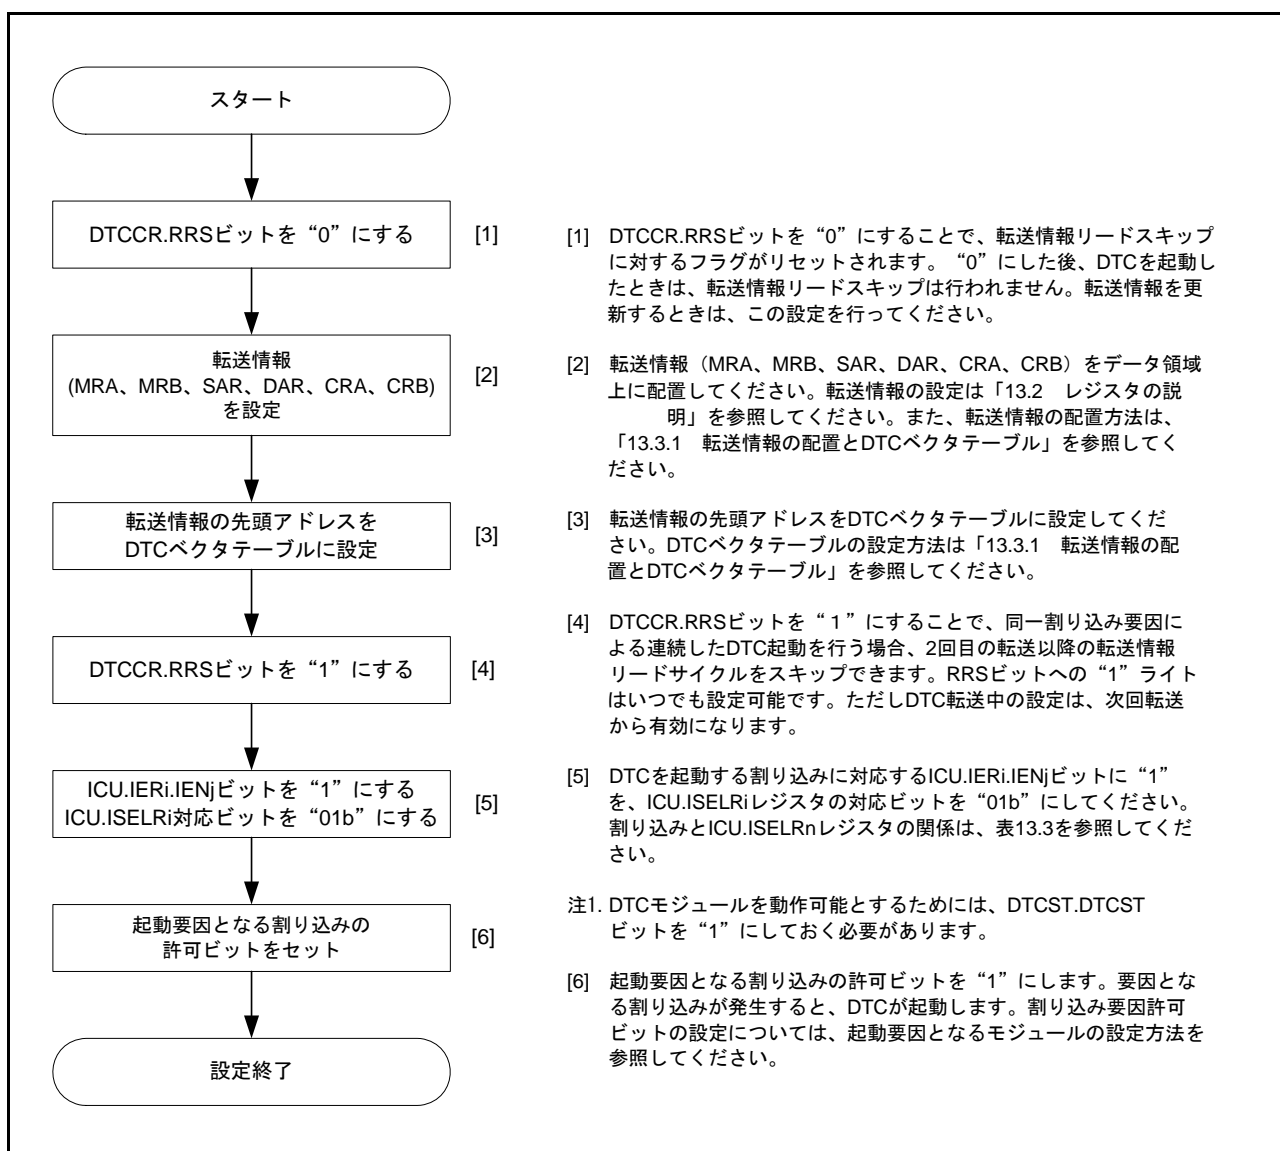 スタート
DTCCR.RRSビットを“0”にする
[1]
転送情報
(MRA、MRB、SAR、DAR、CRA、CRB)
を設定
[2]
転送情報の先頭アドレスを
DTCベクタテーブルに設定
[3]
DTCCR.RRSビットを“1”にする
[4]
ICU.IERi.IENjビットを“1”にする
ICU.ISELRi対応ビットを“01b”にする
[5]
起動要因となる割り込みの
許可ビットをセット
[6]
設定終了
[1] DTCCR.RRSビットを“0”にすることで、転送情報リードスキップ
に対するフラグがリセットされます。“0”にした後、DTCを起動し
たときは、転送情報リードスキップは行われません。転送情報を更
新するときは、この設定を行ってください。
[2] 転送情報（MRA、MRB、SAR、DAR、CRA、CRB）をデータ領域
上に配置してください。転送情報の設定は「13.2 レジスタの説
明」を参照してください。また、転送情報の配置方法は、
「13.3.1 転送情報の配置とDTCベクタテーブル」を参照してく
ださい。
[3] 転送情報の先頭アドレスをDTCベクタテーブルに設定してくだ
さい。DTCベクタテーブルの設定方法は「13.3.1 転送情報の配
置とDTCベクタテーブル」を参照してください。
[4] DTCCR.RRSビットを“１”にすることで、同一割り込み要因に
よる連続したDTC起動を行う場合、2回目の転送以降の転送情報
リードサイクルをスキップできます。RRSビットへの“1”ライト
はいつでも設定可能です。ただしDTC転送中の設定は、次回転送
から有効になります。
[5] DTCを起動する割り込みに対応するICU.IERi.IENjビットに“1”
を、ICU.ISELRiレジスタの対応ビットを“01b”にしてください。
割り込みとICU.ISELRnレジスタの関係は、表13.3を参照してくだ
さい。
注1. DTCモジュールを動作可能とするためには、DTCST.DTCST
ビットを“1”にしておく必要があります。
[6] 起動要因となる割り込みの許可ビットを“1”にします。要因とな
る割り込みが発生すると、DTCが起動します。割り込み要因許可
ビットの設定については、起動要因となるモジュールの設定方法を
参照してください。